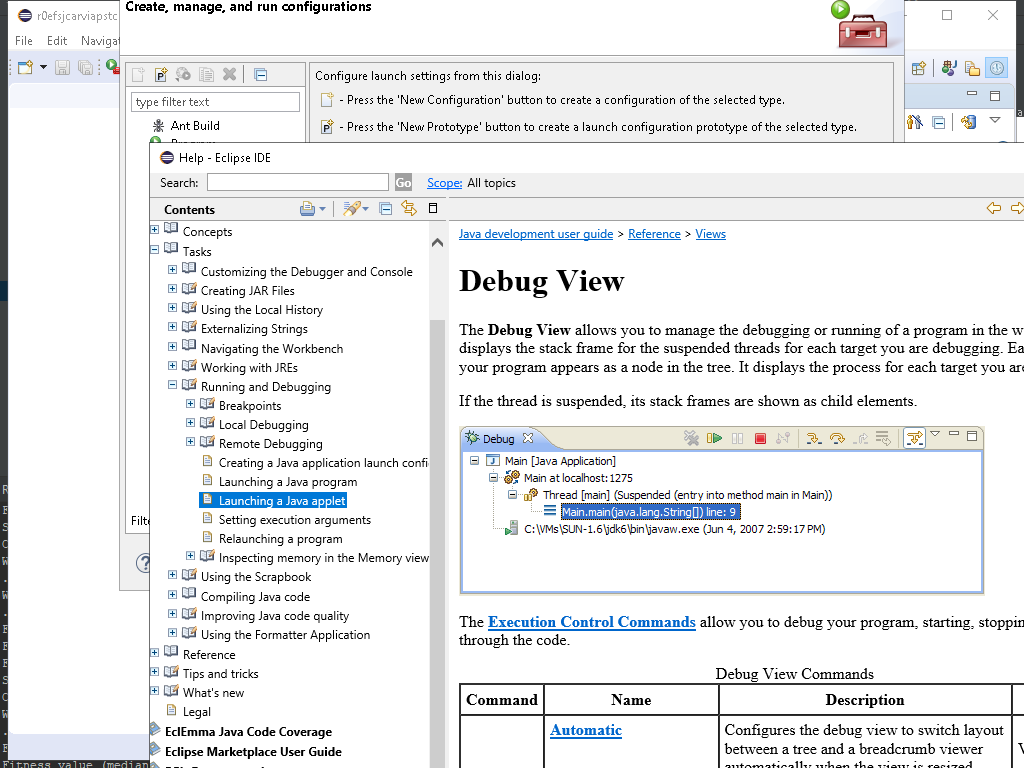 r0efsjcarviapstc
Create, manage, and run configurations
File Edit Navigat
type filter text
Ant Build
Configure launch settings from this dialog:
- Press the 'New Configuration' button to create a configuration of the selected type.
- Press the 'New Prototype' button to create a launch configuration prototype of the selected type.
Help - Eclipse IDE
Search: Go Scope: All topics
Contents
Concepts
Tasks
Customizing the Debugger and Console
Creating JAR Files
Using the Local History
Externalizing Strings
Navigating the Workbench
Working with JREs
Running and Debugging
Breakpoints
Local Debugging
Remote Debugging
Creating a Java application launch confi
Launching a Java program
Launching a Java applet
Setting execution arguments
Relaunching a program
Inspecting memory in the Memory view
Using the Scrapbook
Compiling Java code
Improving Java code quality
Using the Formatter Application
Reference
Tips and tricks
What's new
Legal
EclEmma Java Code Coverage
Eclipse Marketplace User Guide
Filte
Fitness value (median
Java development user guide > Reference > Views
Debug View
The Debug View allows you to manage the debugging or running of a program in the w
displays the stack frame for the suspended threads for each target you are debugging. Ea
your program appears as a node in the tree. It displays the process for each target you are
If the thread is suspended, its stack frames are shown as child elements.
Debug
Main [Java Application]
Main at localhost:1275
Thread [main] (Suspended (entry into method main in Main))
Main.main(java.lang.String[]) line: 9
C:\VMs\SUN-1.6\jdk6\bin\javaw.exe (Jun 4, 2007 2:59:17 PM)
The Execution Control Commands allow you to debug your program, starting, stoppin
through the code.
Debug View Commands
Command Name Description
Automatic Configures the debug view to switch layout
between a tree and a breadcrumb viewer
automatically when the view is resized